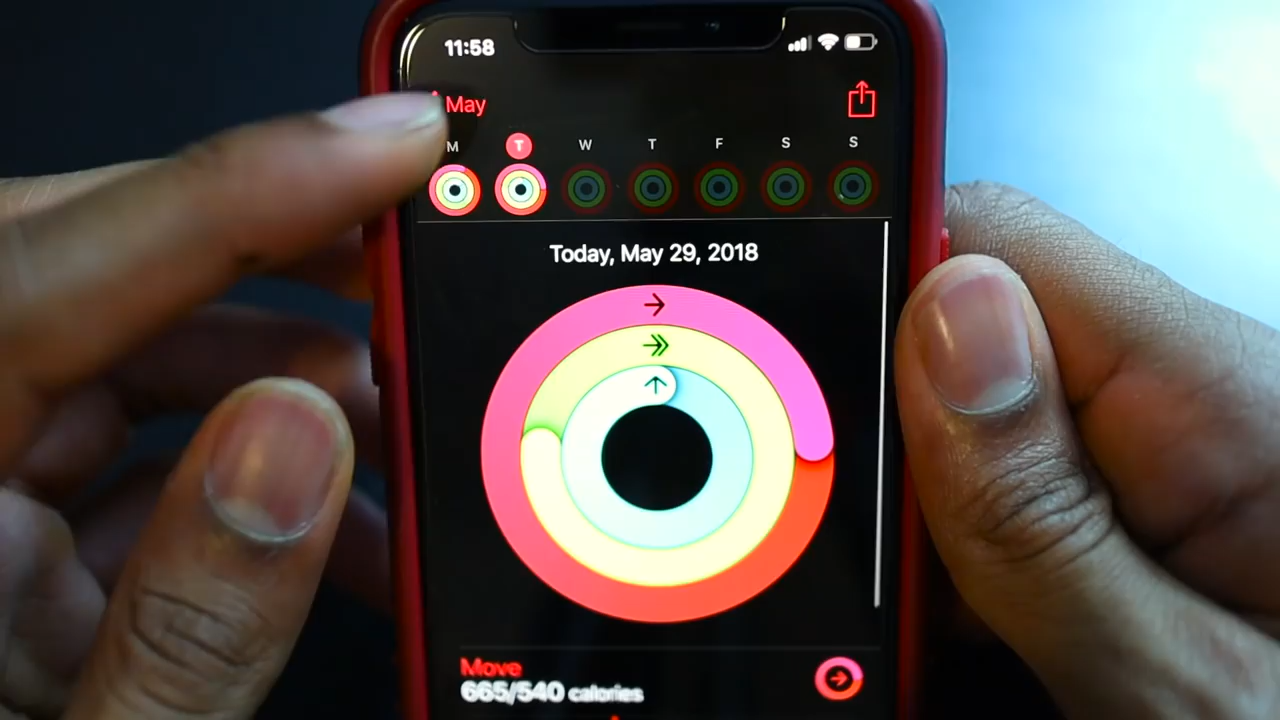 11:58
May
M T W T F S S
Today, May 29, 2018
Move
665/540 calories